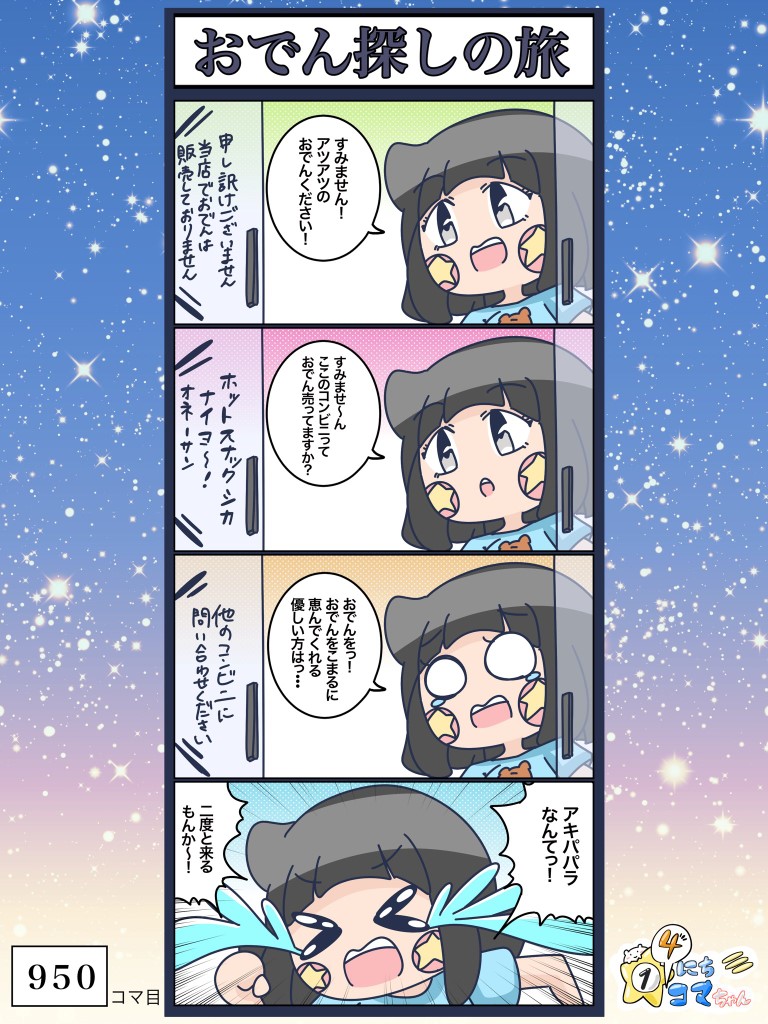 おでん探しの旅
すみません！
アツアツの
おでんください！
申し訳けございません
当店でおでんは
販売しておりません
すみませ～ん
ここのコンビニって
おでん売ってますか？
ホットスナックシカ
ナイヨ～！
オネーサン
おでんをっ！
おでんをこまるに
恵んでくれる
優しい方はっ…
他のコンビニに
問い合わせください
アキパパラ
なんてっ！
二度と来る
もんか～！
950
コマ目
1
にち
4
コマ
ちゃん